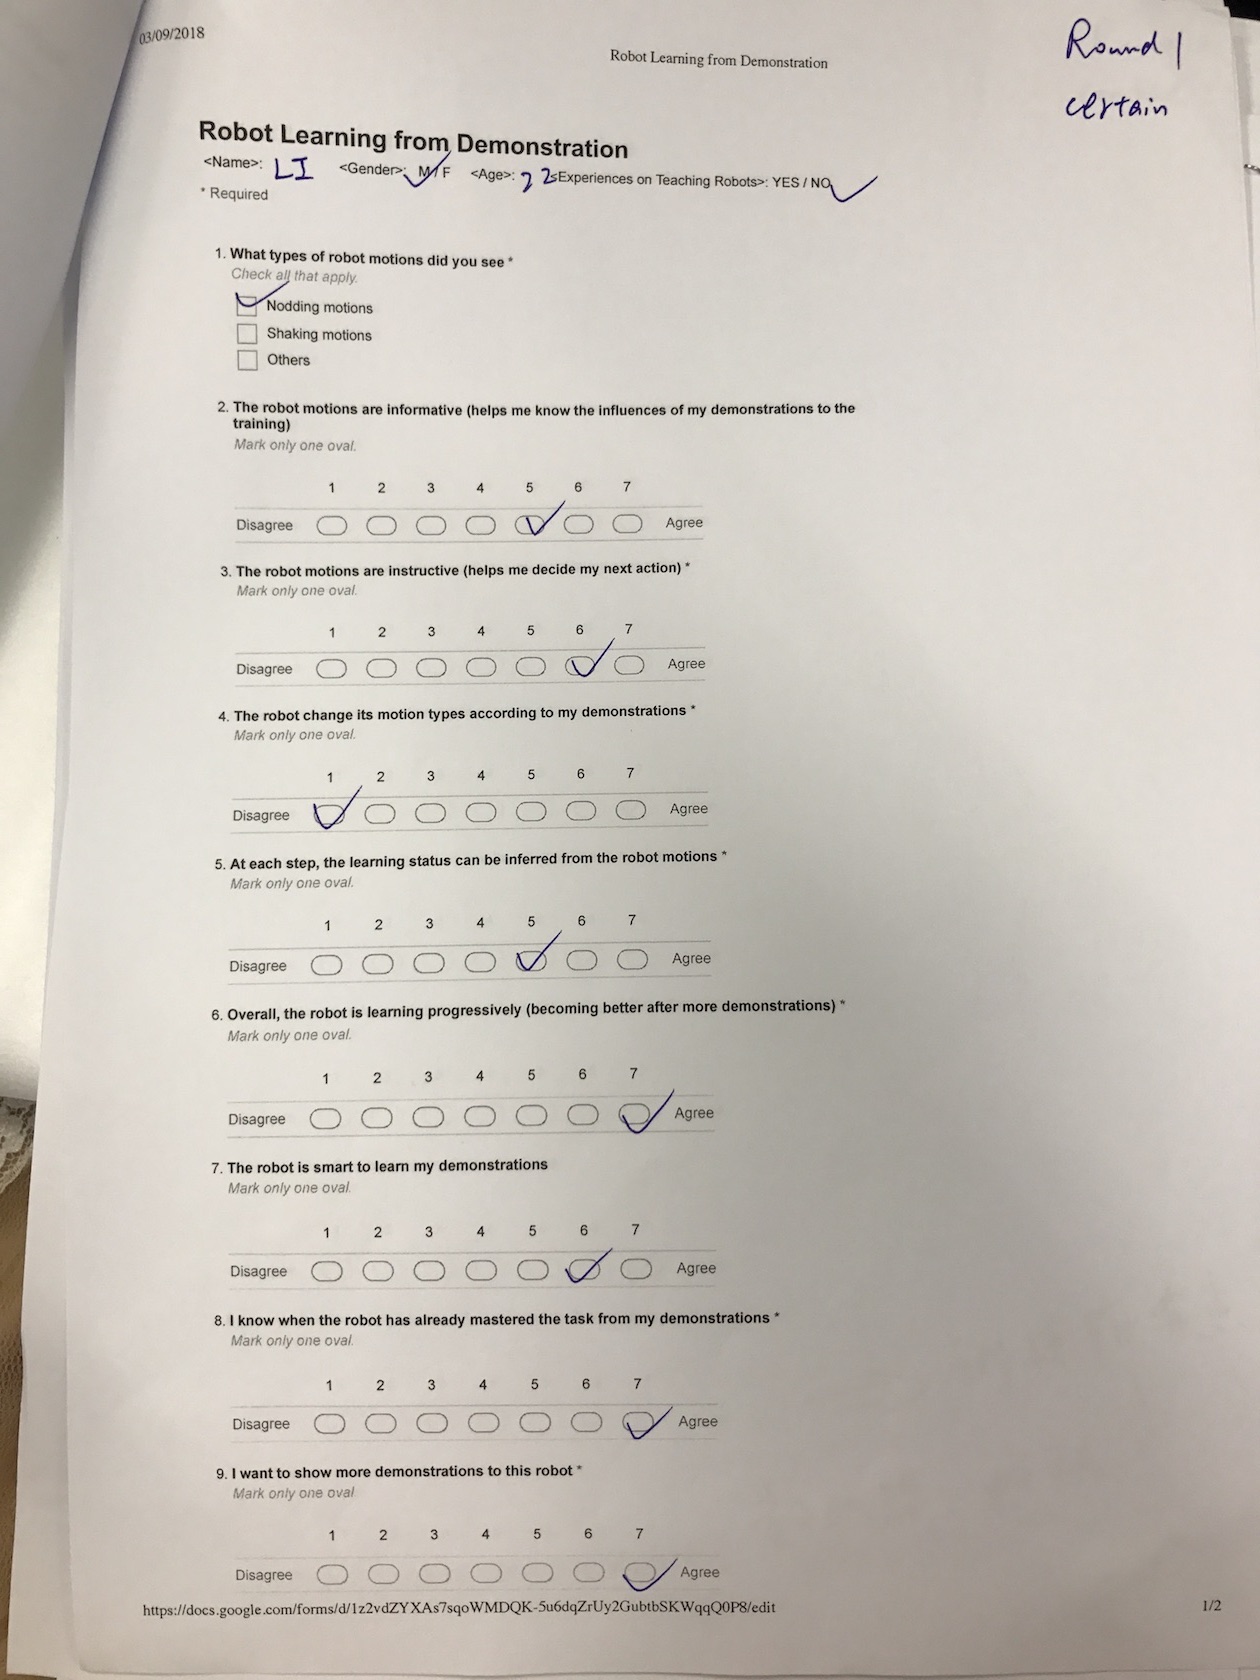 03/09/2018
Robot Learning from Demonstration
Round 1
certain
Robot Learning from Demonstration
<Name>: LI <Gender>: M / F <Age>: 22 <Experiences on Teaching Robots>: YES / NO
* Required
1. What types of robot motions did you see *
Check all that apply.
Nodding motions
Shaking motions
Others
2. The robot motions are informative (helps me know the influences of my demonstrations to the
training)
Mark only one oval.
1 2 3 4 5 6 7
Disagree Agree
3. The robot motions are instructive (helps me decide my next action) *
Mark only one oval.
1 2 3 4 5 6 7
Disagree Agree
4. The robot change its motion types according to my demonstrations *
Mark only one oval.
1 2 3 4 5 6 7
Disagree Agree
5. At each step, the learning status can be inferred from the robot motions *
Mark only one oval.
1 2 3 4 5 6 7
Disagree Agree
6. Overall, the robot is learning progressively (becoming better after more demonstrations) *
Mark only one oval.
1 2 3 4 5 6 7
Disagree Agree
7. The robot is smart to learn my demonstrations
Mark only one oval.
1 2 3 4 5 6 7
Disagree Agree
8. I know when the robot has already mastered the task from my demonstrations *
Mark only one oval.
1 2 3 4 5 6 7
Disagree Agree
9. I want to show more demonstrations to this robot *
Mark only one oval
1 2 3 4 5 6 7
Disagree Agree
https://docs.google.com/forms/d/1z2vdZYXAs7sqoWMDQK-5u6dqZrUy2GubtbSKWqqQ0P8/edit
1/2